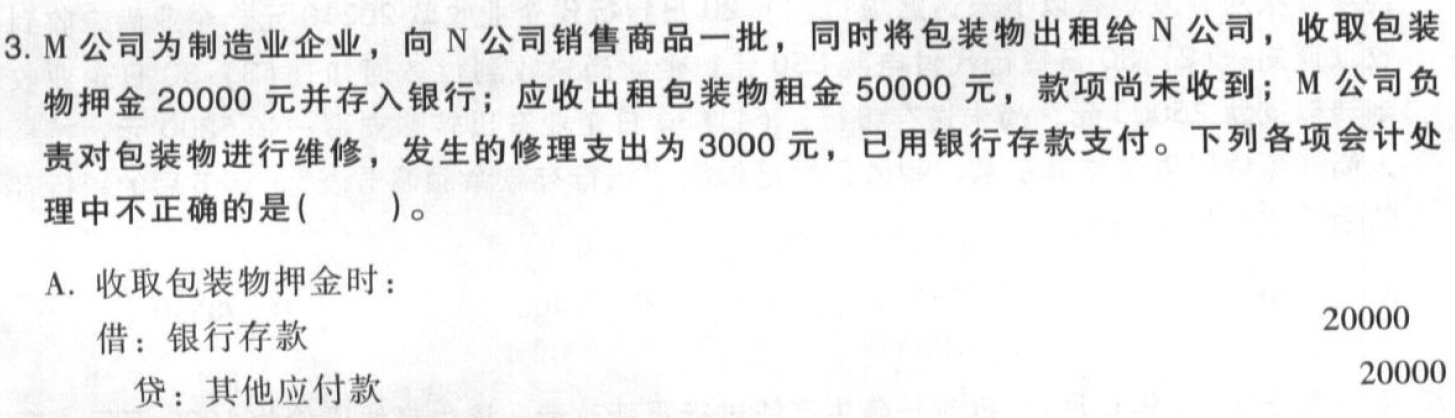 3. M 公司为制造业企业，向 N 公司销售商品一批，同时将包装物出租给 N 公司，收取包装
物押金 20000 元并存入银行；应收出租包装物租金 50000 元，款项尚未收到；M 公司负
责对包装物进行维修，发生的修理支出为 3000 元，已用银行存款支付。下列各项会计处
理中不正确的是(　　)。
A. 收取包装物押金时：
借：银行存款 20000
贷：其他应付款 20000